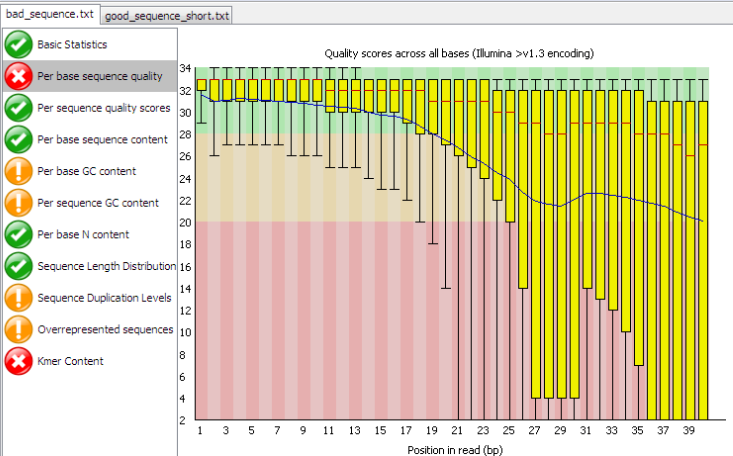 bad_sequence.txt
good_sequence_short.txt
Basic Statistics
Per base sequence quality
Per sequence quality scores
Per base sequence content
Per base GC content
Per sequence GC content
Per base N content
Sequence Length Distribution
Sequence Duplication Levels
Overrepresented sequences
Kmer Content
Quality scores across all bases (Illumina >v1.3 encoding)
34
32
30
28
26
24
22
20
18
16
14
12
10
8
6
4
2
1 3 5 7 9 11 13 15 17 19 21 23 25 27 29 31 33 35 37 39
Position in read (bp)